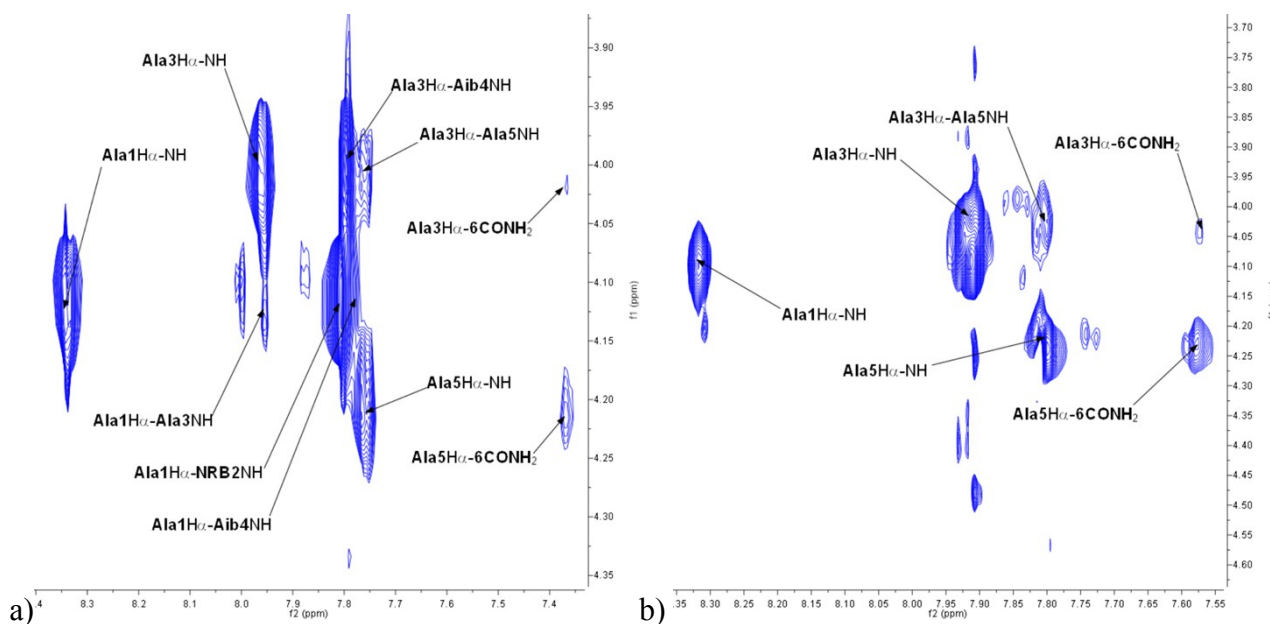 Ala3Hα-NH
Ala3Hα-Aib4NH
Ala3Hα-Ala5NH
Ala1Hα-NH
Ala3Hα-6CONH₂
Ala5Hα-NH
Ala1Hα-Ala3NH
Ala5Hα-6CONH₂
Ala1Hα-NRB2NH
Ala1Hα-Aib4NH
3.90
3.95
4.00
4.05
4.10
4.15
4.20
4.25
4.30
4.35
f1 (ppm)
a)
.4 8.3 8.2 8.1 8.0 7.9 7.8 7.7 7.6 7.5 7.4
f2 (ppm)
Ala3Hα-Ala5NH
Ala3Hα-6CONH₂
Ala3Hα-NH
Ala1Hα-NH
Ala5Hα-NH
Ala5Hα-6CONH₂
3.70
3.75
3.80
3.85
3.90
3.95
4.00
4.05
4.10
4.15
4.20
4.25
4.30
4.35
4.40
4.45
4.50
4.55
4.60
b)
.35 8.30 8.25 8.20 8.15 8.10 8.05 8.00 7.95 7.90 7.85 7.80 7.75 7.70 7.65 7.60 7.55
f2 (ppm)